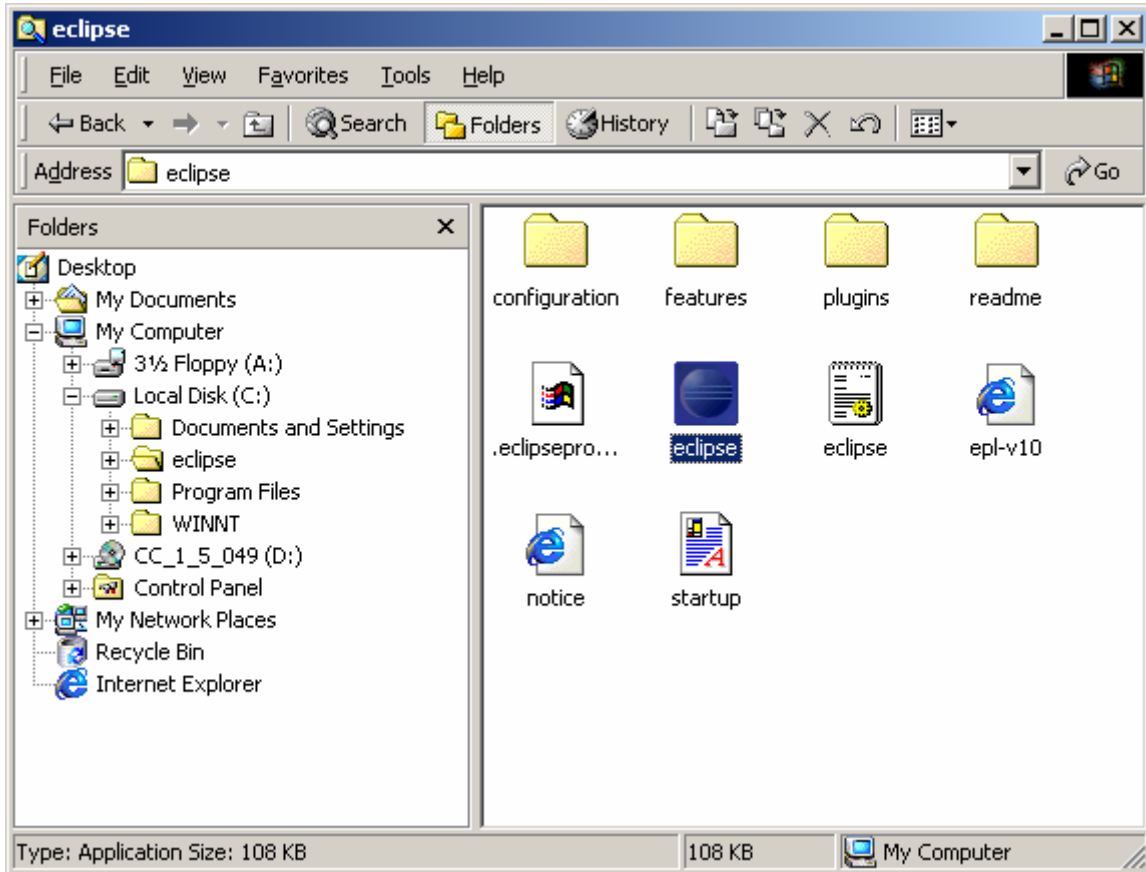 eclipse
File Edit View Favorites Tools Help
Back Search Folders History
Address eclipse Go
Folders
Desktop
My Documents
My Computer
3½ Floppy (A:)
Local Disk (C:)
Documents and Settings
eclipse
Program Files
WINNT
CC_1_5_049 (D:)
Control Panel
My Network Places
Recycle Bin
Internet Explorer
configuration features plugins readme
.eclipsepro... eclipse eclipse epl-v10
notice startup
Type: Application Size: 108 KB 108 KB My Computer